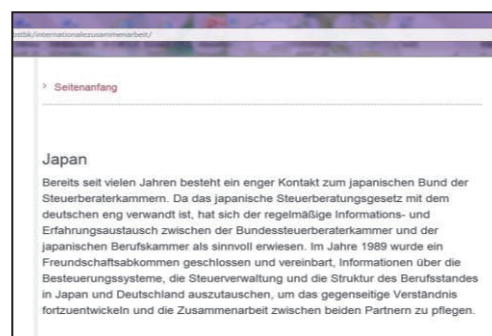 ostbk/internationalezusammenarbeit/
> Seitenanfang
Japan
Bereits seit vielen Jahren besteht ein enger Kontakt zum japanischen Bund der
Steuerberaterkammern. Da das japanische Steuerberatungsgesetz mit dem
deutschen eng verwandt ist, hat sich der regelmäßige Informations- und
Erfahrungsaustausch zwischen der Bundessteuerberaterkammer und der
japanischen Berufskammer als sinnvoll erwiesen. Im Jahre 1989 wurde ein
Freundschaftsabkommen geschlossen und vereinbart, Informationen über die
Besteuerungssysteme, die Steuerverwaltung und die Struktur des Berufsstandes
in Japan und Deutschland auszutauschen, um das gegenseitige Verständnis
fortzuentwickeln und die Zusammenarbeit zwischen beiden Partnern zu pflegen.